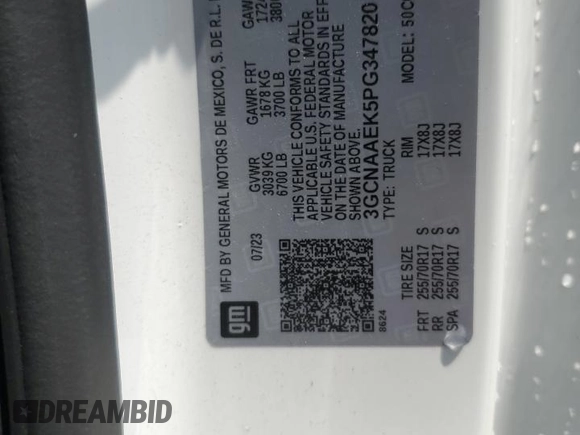 MFD BY GENERAL MOTORS DE MEXICO, S. DE R.L.
07/23 GVWR GAWR FRT
3039 KG 1678 KG
6700 LB 3700 LB
THIS VEHICLE CONFORMS TO ALL
APPLICABLE U.S. FEDERAL MOTOR
VEHICLE SAFETY STANDARDS IN
ON THE DATE OF MANUFACTURE
SHOWN ABOVE.
3GCNAAEK5PG347820
TYPE: TRUCK MODEL:
TIRE SIZE RIM
FRT 255/70R17 S 17X8J
RR 255/70R17 S 17X8J
SPA 255/70R17 S 17X8J
gm
8624
DREAMBID